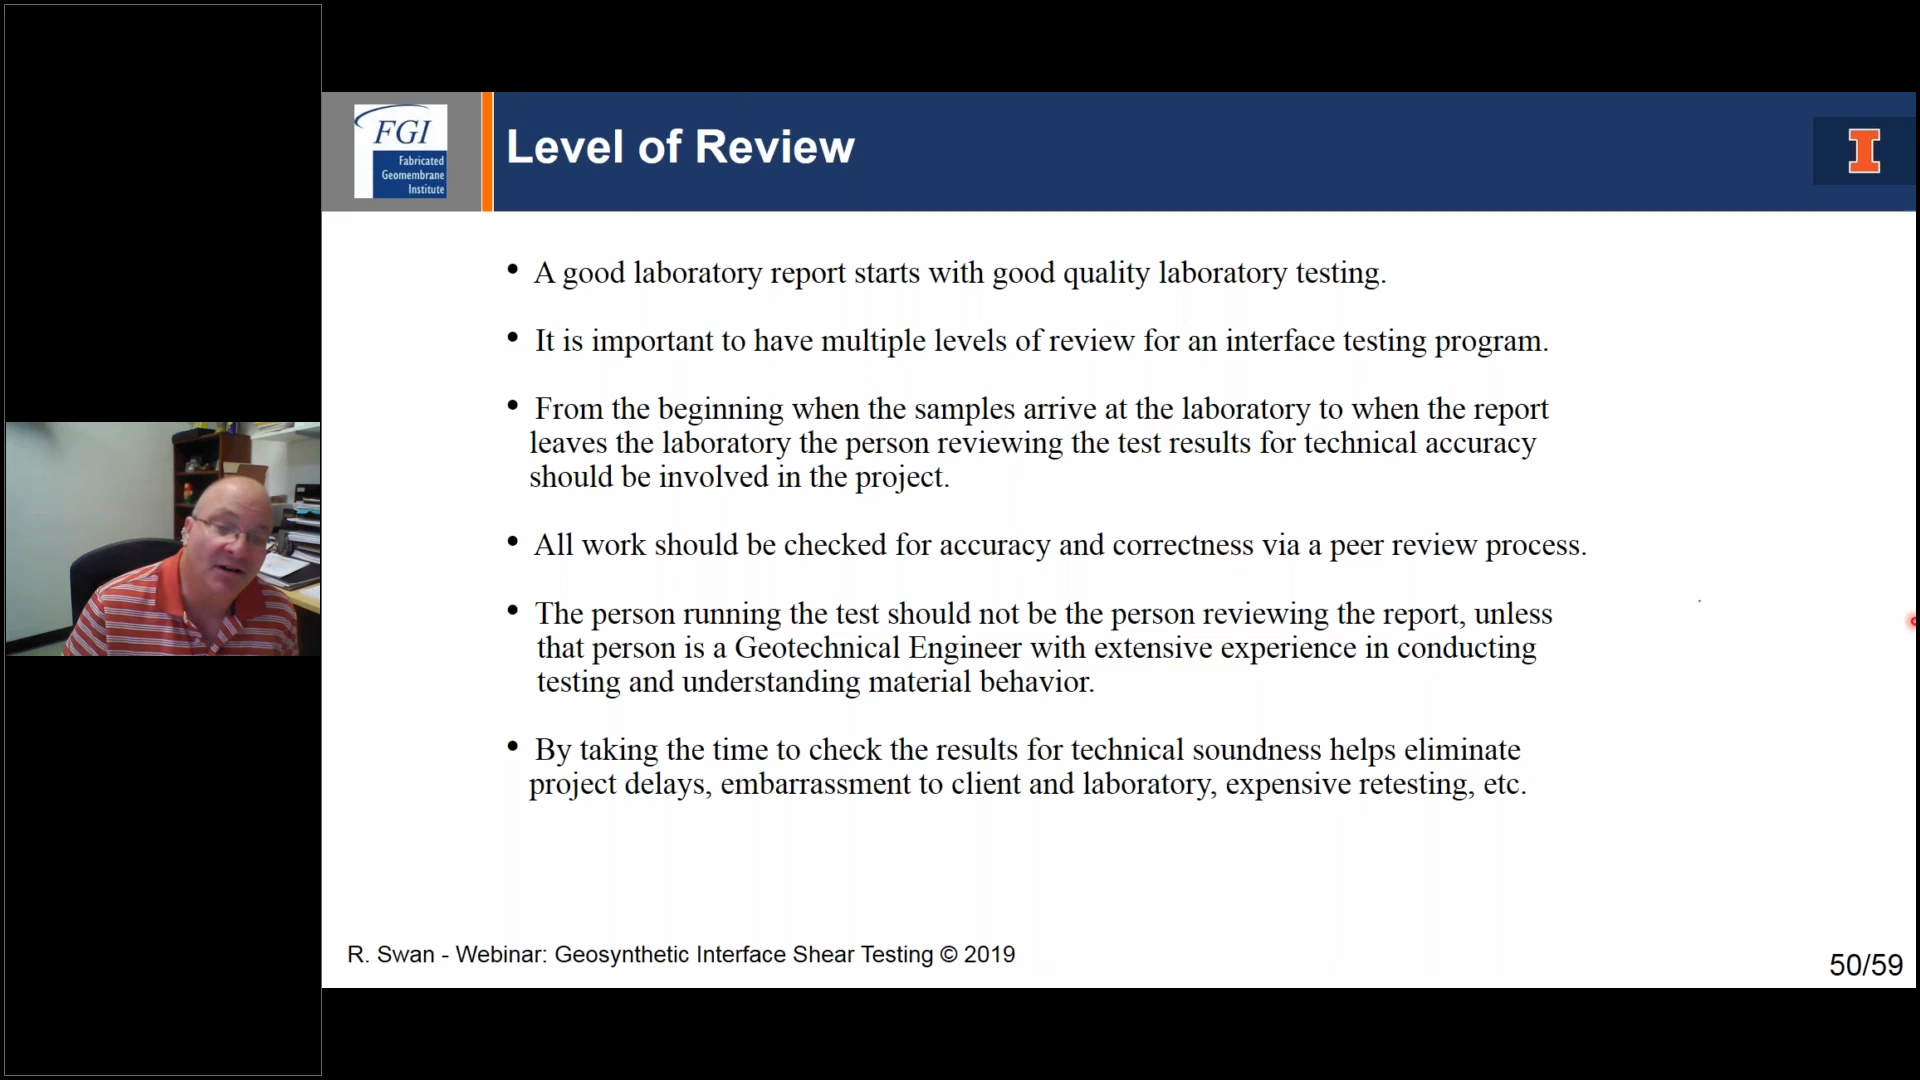 FGI
Fabricated
Geomembrane
Institute
Level of Review
I
• A good laboratory report starts with good quality laboratory testing.
• It is important to have multiple levels of review for an interface testing program.
• From the beginning when the samples arrive at the laboratory to when the report
leaves the laboratory the person reviewing the test results for technical accuracy
should be involved in the project.
• All work should be checked for accuracy and correctness via a peer review process.
• The person running the test should not be the person reviewing the report, unless
that person is a Geotechnical Engineer with extensive experience in conducting
testing and understanding material behavior.
• By taking the time to check the results for technical soundness helps eliminate
project delays, embarrassment to client and laboratory, expensive retesting, etc.
R. Swan - Webinar: Geosynthetic Interface Shear Testing © 2019
50/59